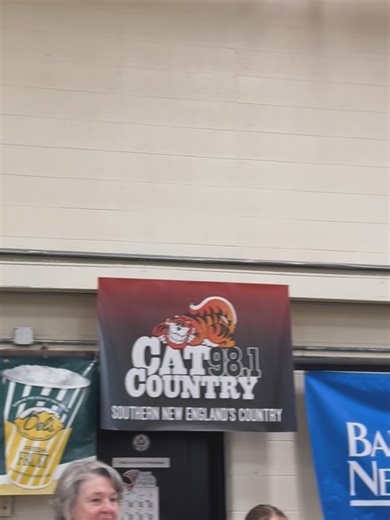 CAT 98.1
COUNTRY
SOUTHERN NEW ENGLAND'S COUNTRY
Del's
BA
NE